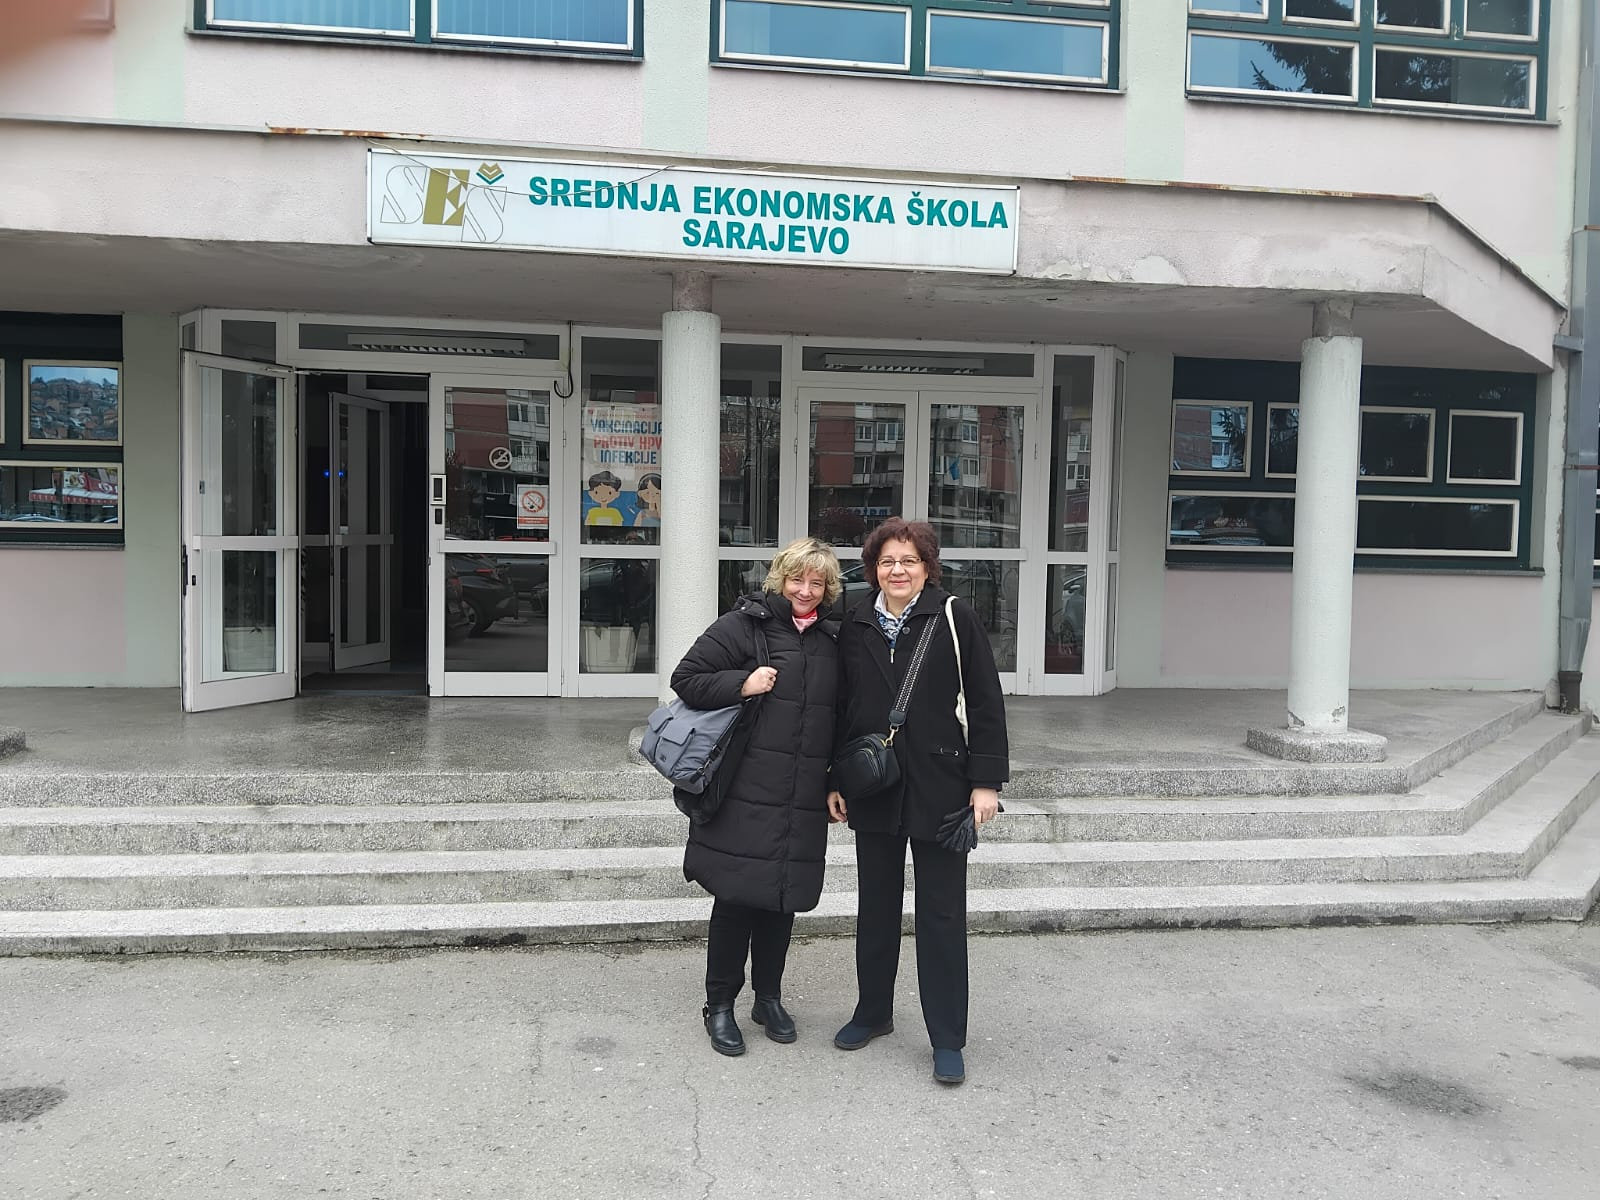 SEŠ
SREDNJA EKONOMSKA ŠKOLA
SARAJEVO
VAKCINACIJA
PROTIV HPV
INFEKCIJE